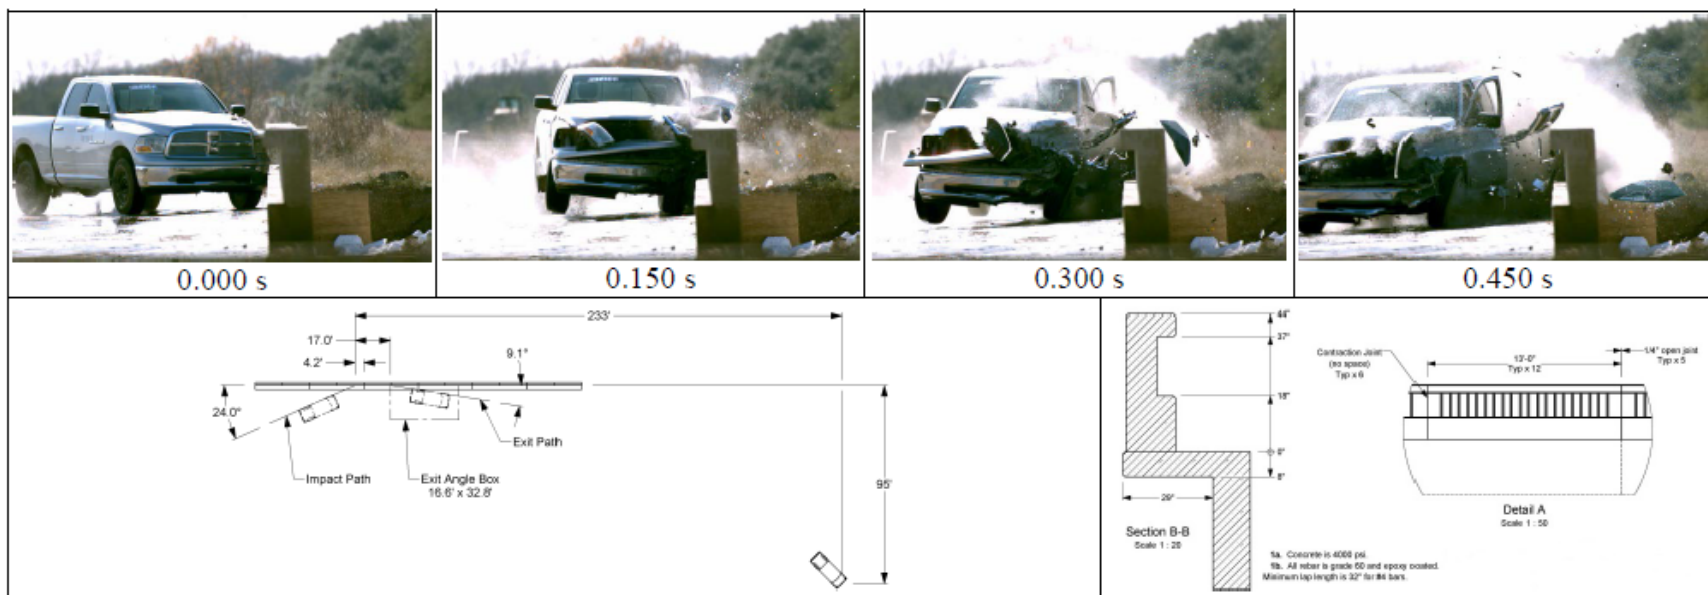 0.000 s
0.150 s
0.300 s
0.450 s
233'
17.0'
4.2'
9.1°
24.0°
Exit Path
Impact Path
Exit Angle Box
16.6' x 32.8'
95'
44"
37"
18"
0"
8"
29"
Section B-B
Scale 1 : 20
Contraction Joint
(no space)
Typ x 6
13'-0"
Typ x 12
1/4" open joint
Typ x 5
Detail A
Scale 1 : 50
1a. Concrete is 4000 psi.
1b. All rebar is grade 60 and epoxy coated.
Minimum lap length is 32" for #4 bars.